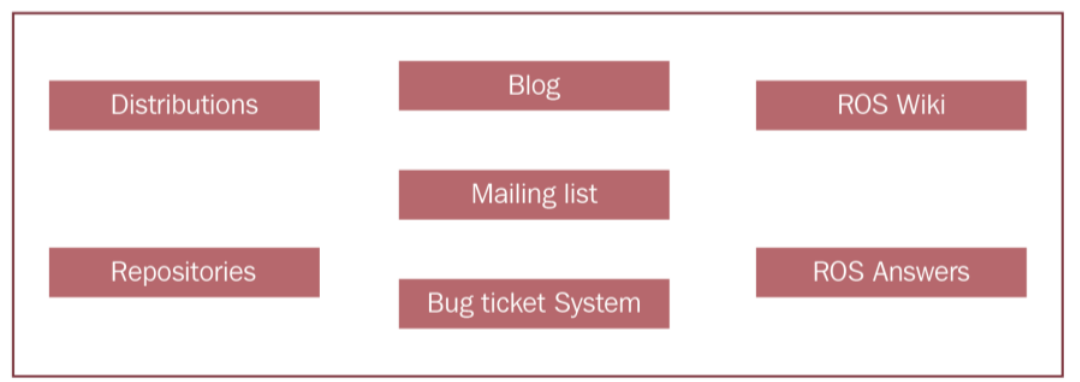 Distributions
Blog
ROS Wiki
Mailing list
Repositories
ROS Answers
Bug ticket System